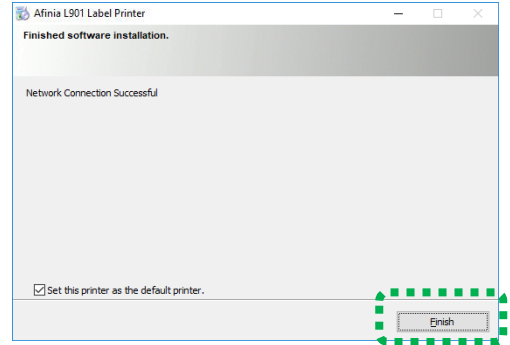 Afinia L901 Label Printer
Finished software installation.
Network Connection Successful
Set this printer as the default printer.
Finish